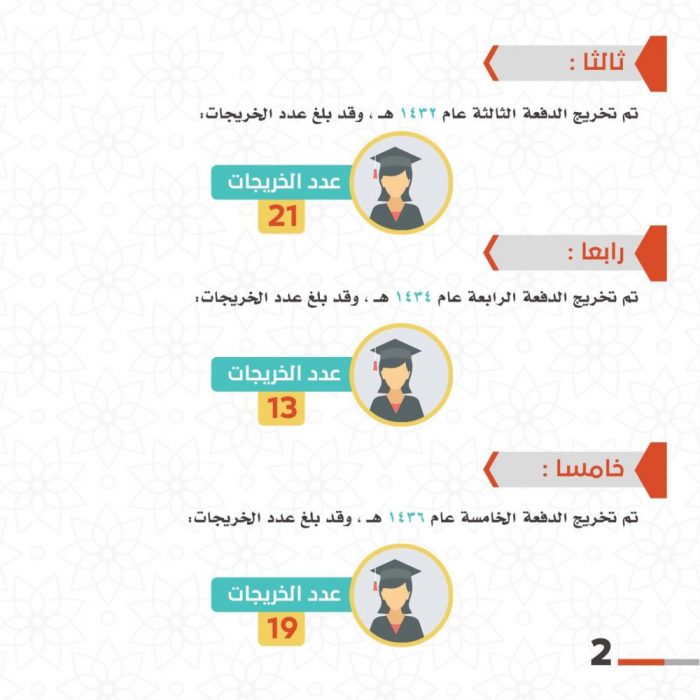 ثالثا :
تم تخريج الدفعة الثالثة عام ١٤٣٢ هـ ، وقد بلغ عدد الخريجات:
عدد الخريجات
21
رابعا :
تم تخريج الدفعة الرابعة عام ١٤٣٤ هـ ، وقد بلغ عدد الخريجات:
عدد الخريجات
13
خامسا :
تم تخريج الدفعة الخامسة عام ١٤٣٦ هـ ، وقد بلغ عدد الخريجات:
عدد الخريجات
19
2